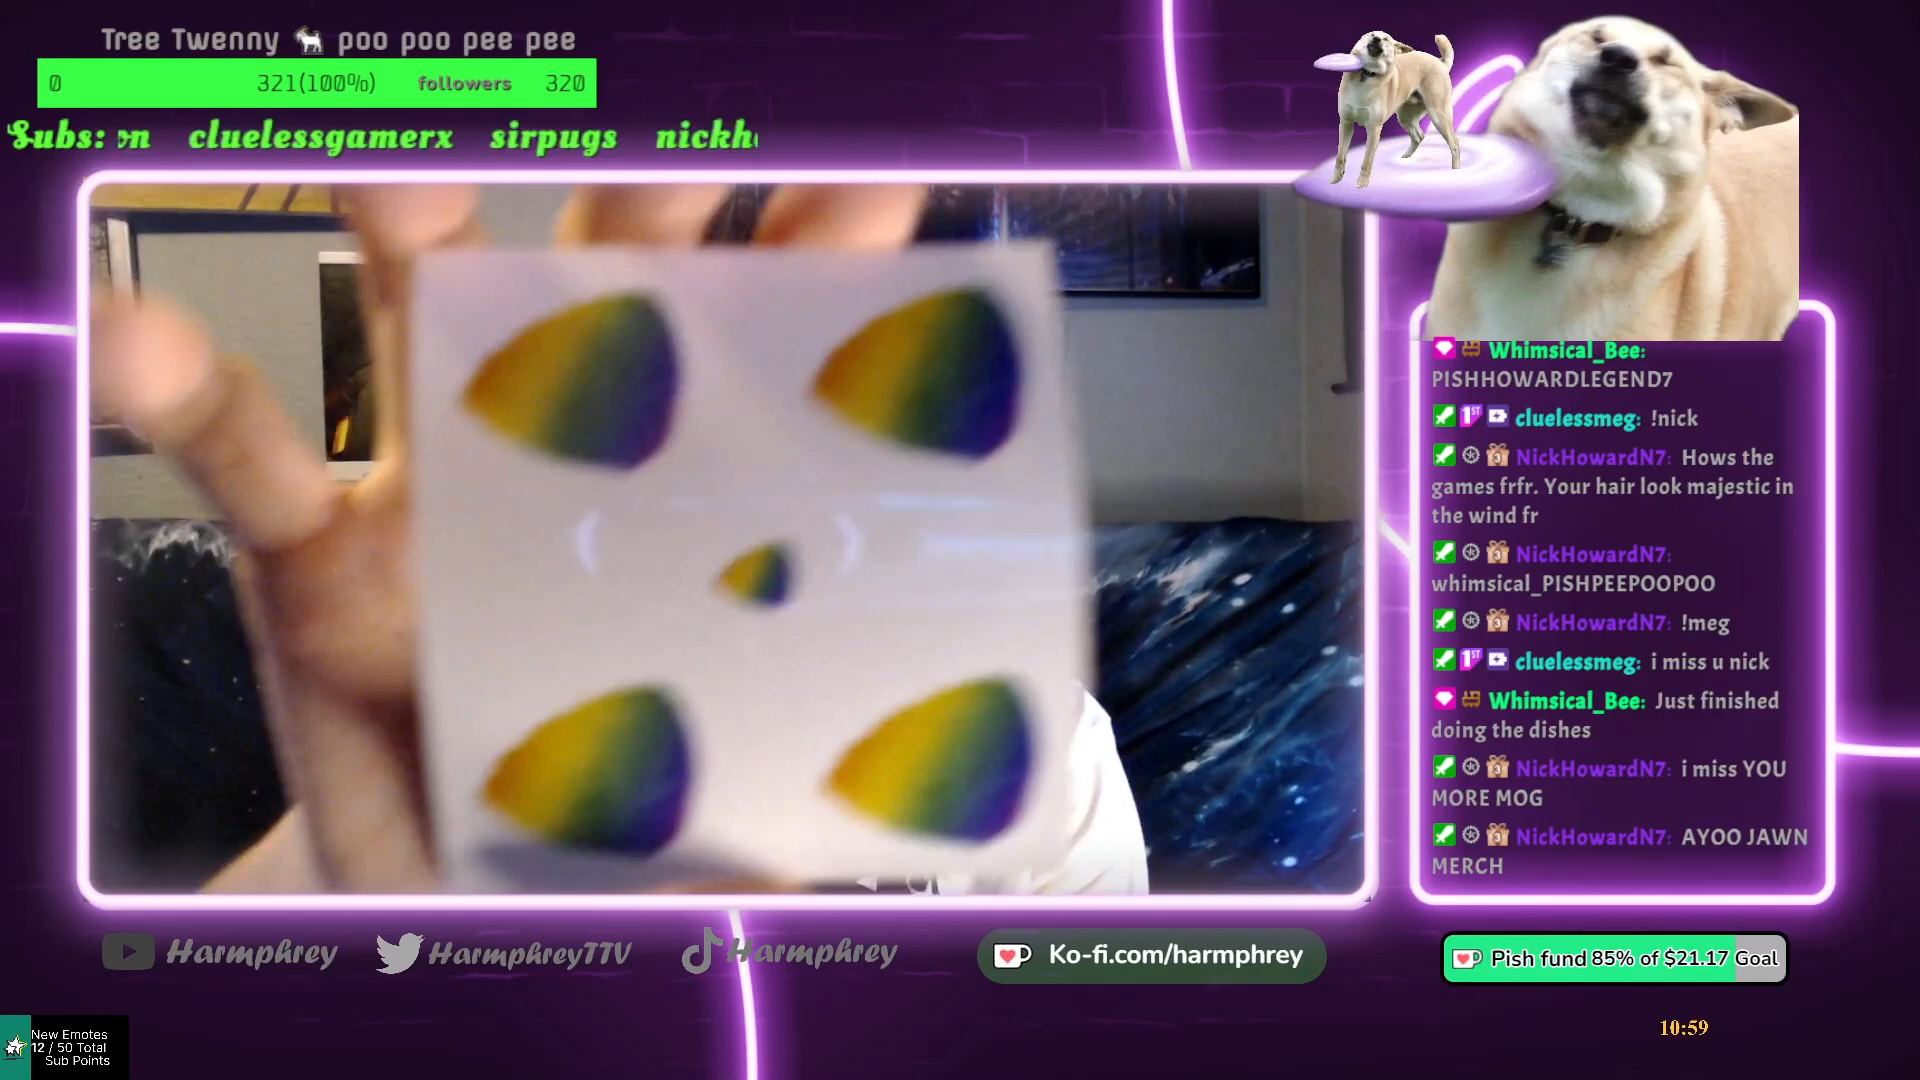 Tree Twenny 🐐 poo poo pee pee
0 321(100%) followers 320
Subs: on cluelessgamerx sirpugs nickh
Whimsical_Bee:
PISHHOWARDLEGEND7
cluelessmeg: !nick
NickHowardN7: Hows the
games frfr. Your hair look majestic in
the wind fr
NickHowardN7:
whimsical_PISHPEEPOOPOO
NickHowardN7: !meg
cluelessmeg: i miss u nick
Whimsical_Bee: Just finished
doing the dishes
NickHowardN7: i miss YOU
MORE MOG
NickHowardN7: AYOO JAWN
MERCH
Harmphrey HarmphreyTTV Harmphrey Ko-fi.com/harmphrey Pish fund 85% of $21.17 Goal
10:59
New Emotes
12 / 50 Total
Sub Points